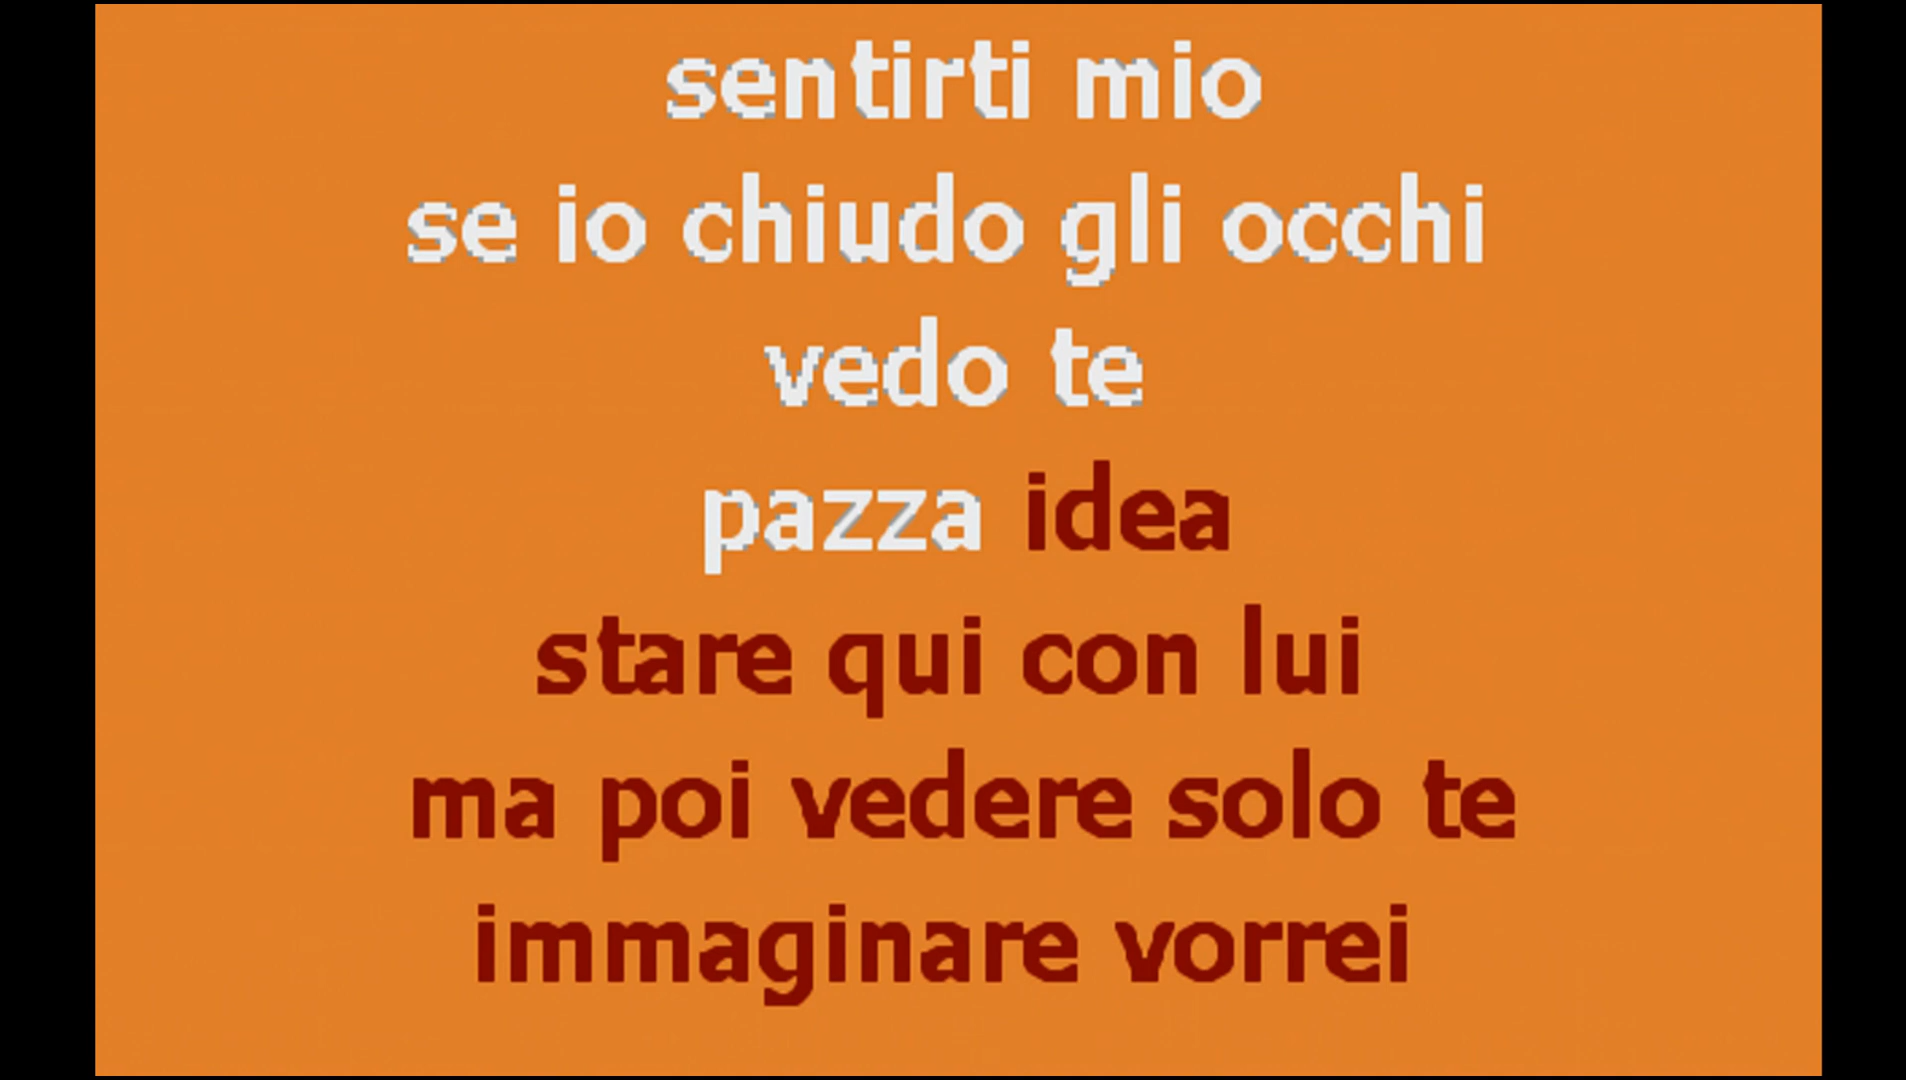 sentirti mio
se io chiudo gli occhi
vedo te
pazza idea
stare qui con lui
ma poi vedere solo te
immaginare vorrei